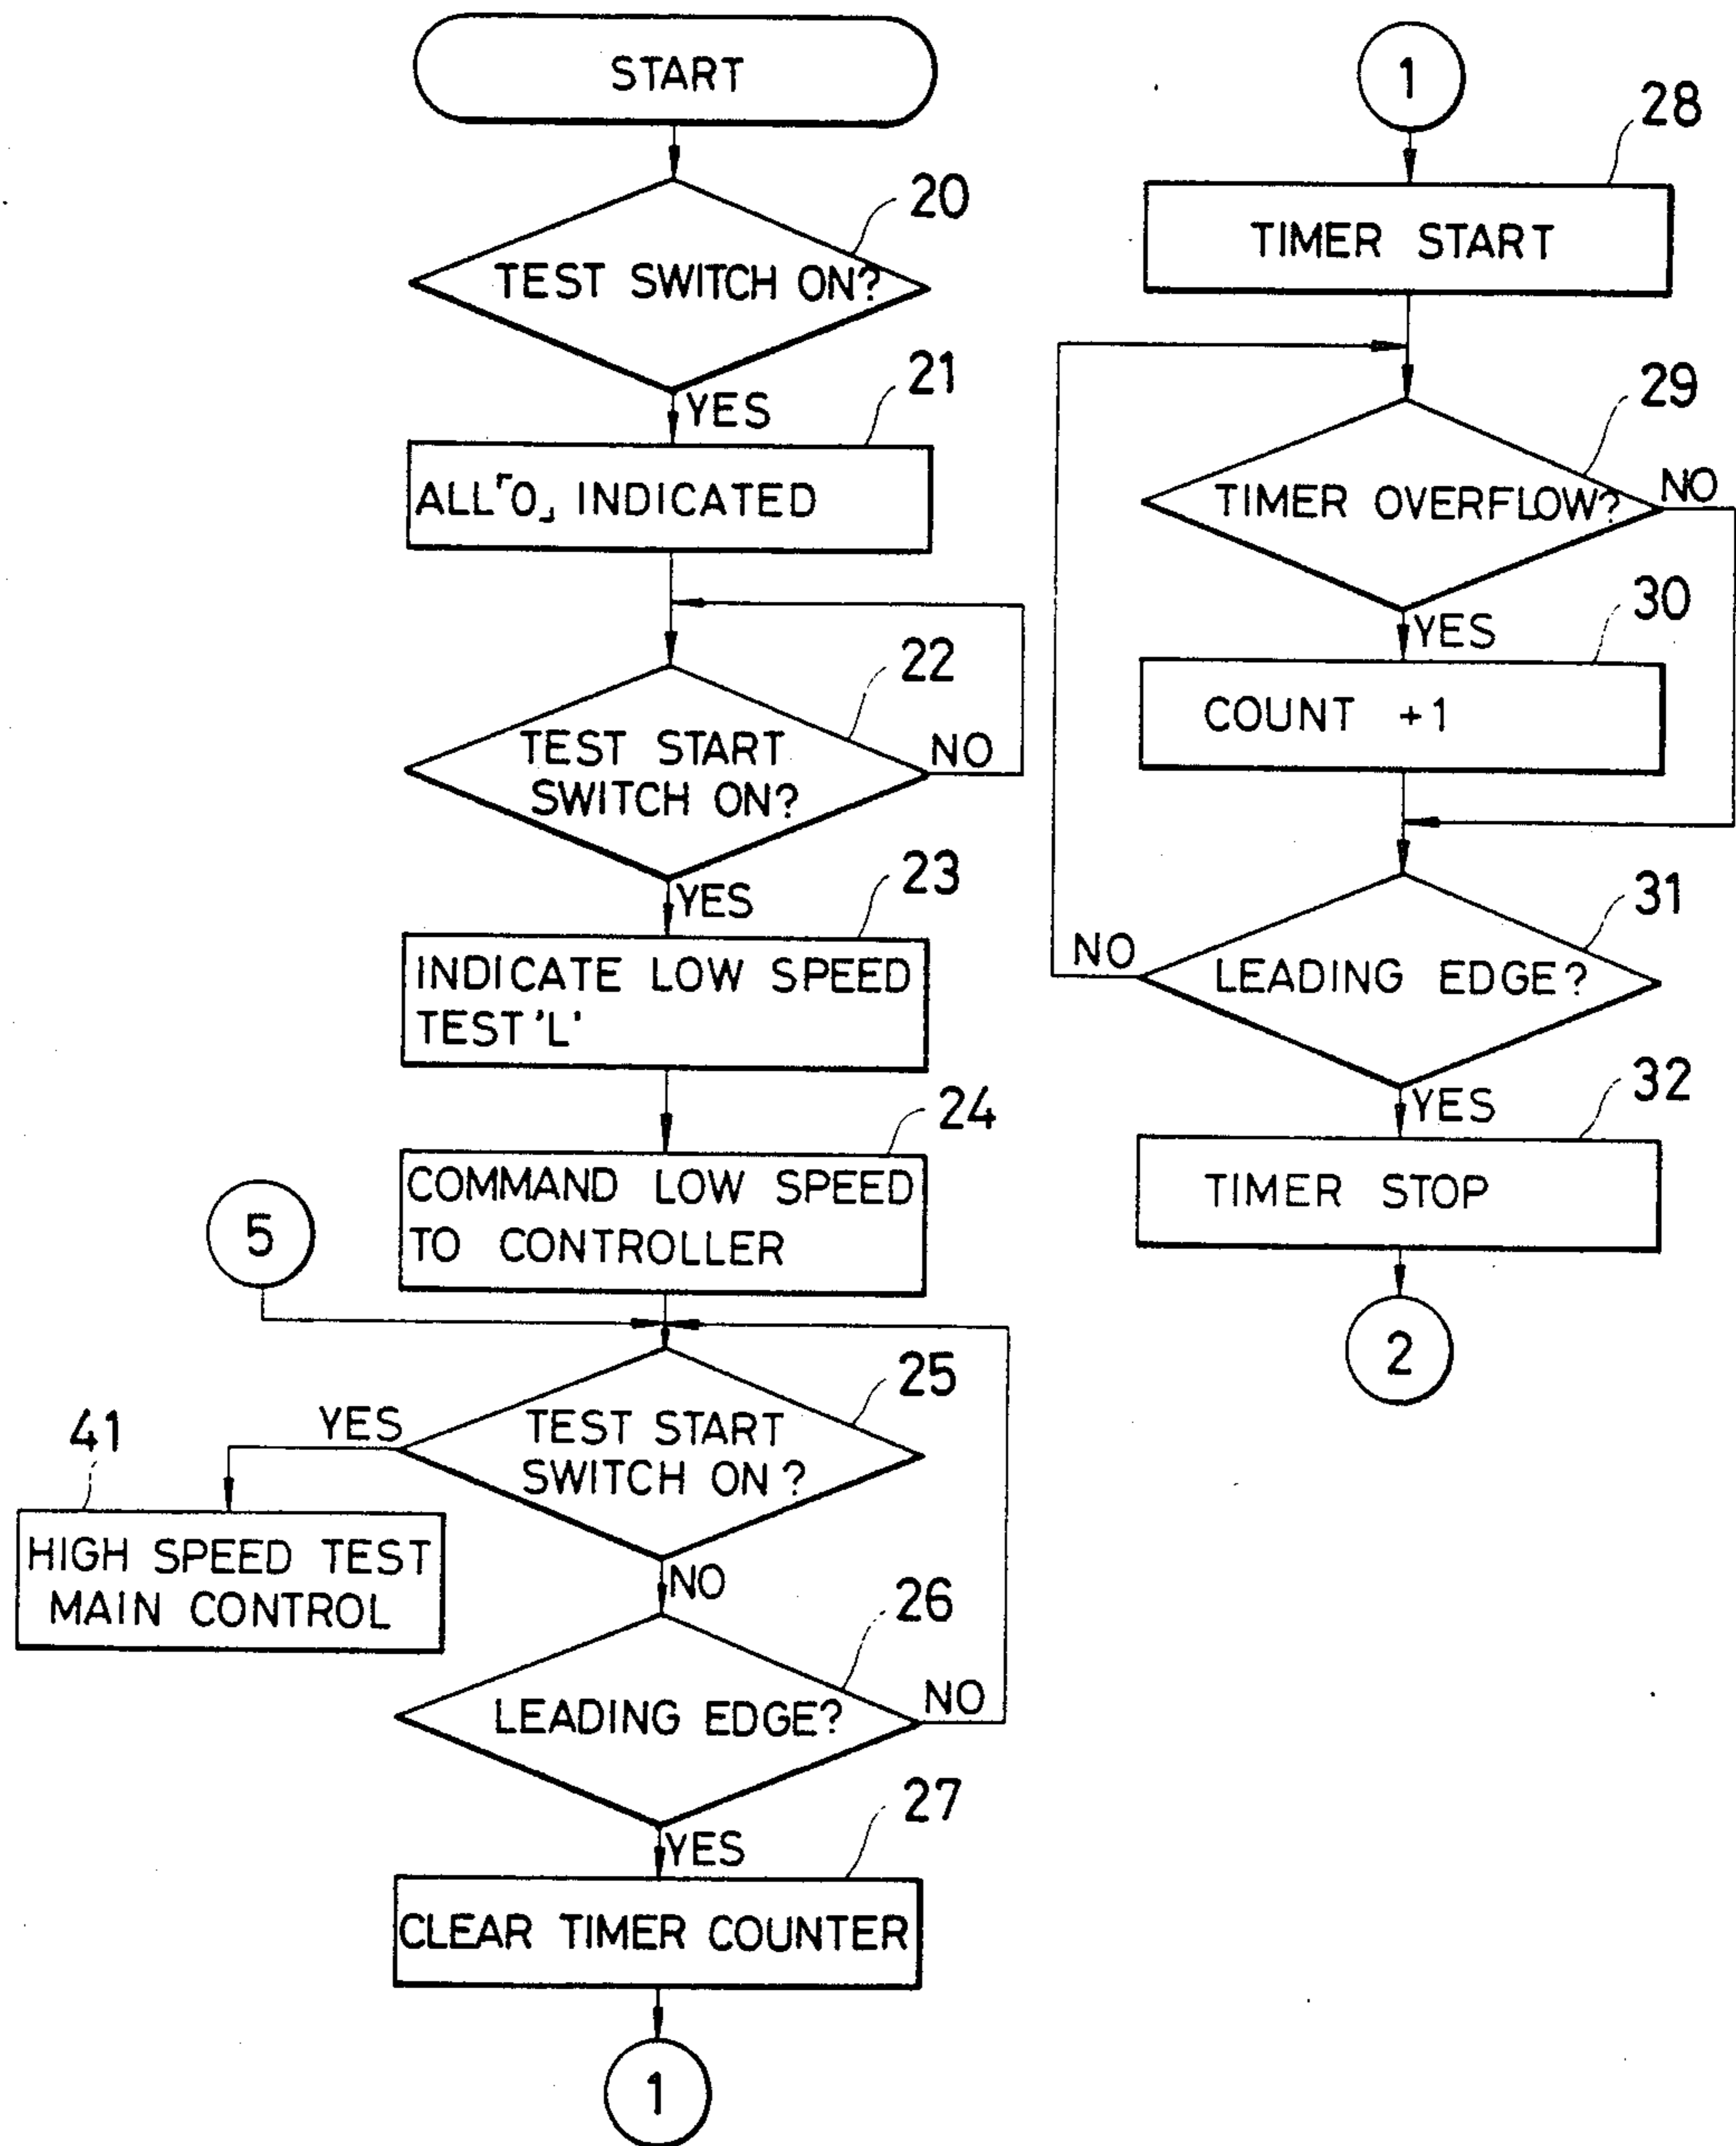 START
20
TEST SWITCH ON?
YES
21
ALL「0」 INDICATED
22
TEST START
SWITCH ON?
NO
YES
23
INDICATE LOW SPEED
TEST 'L'
24
COMMAND LOW SPEED
TO CONTROLLER
5
25
TEST START
SWITCH ON?
YES
41
HIGH SPEED TEST
MAIN CONTROL
NO
26
LEADING EDGE?
NO
YES
27
CLEAR TIMER COUNTER
1
1
28
TIMER START
29
TIMER OVERFLOW?
NO
YES
30
COUNT +1
31
LEADING EDGE?
NO
YES
32
TIMER STOP
2